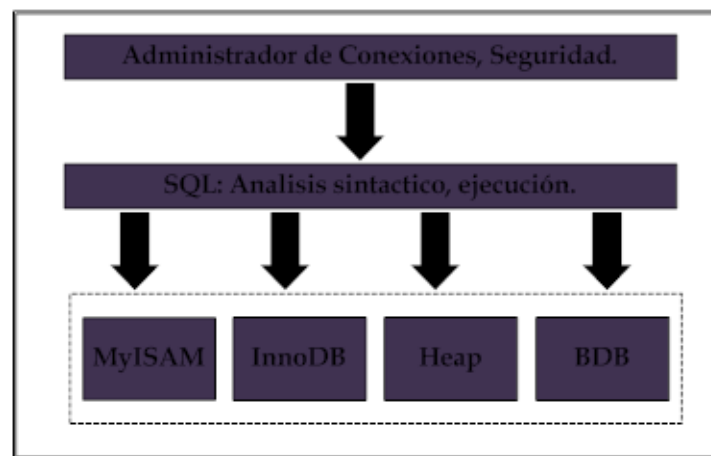 Administrador de Conexiones, Seguridad.
SQL: Analisis sintactico, ejecución.
MyISAM InnoDB Heap BDB